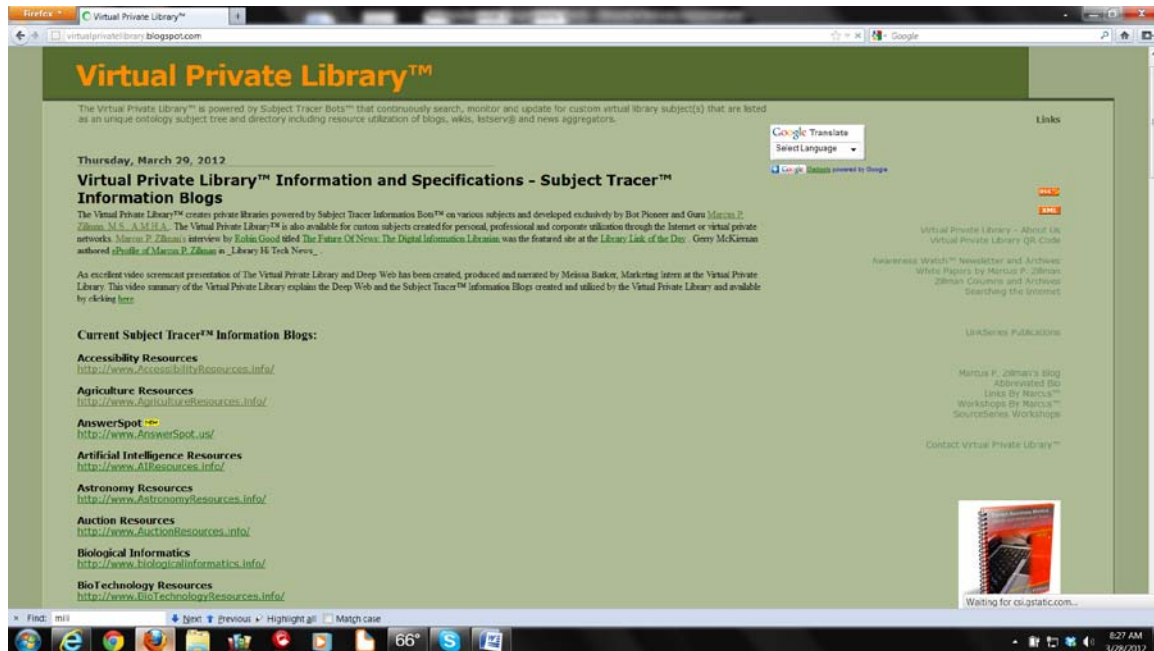 Firefox
Virtual Private Library™
virtualprivatelibrary.blogspot.com
Google
Virtual Private Library™
The Virtual Private Library™ is powered by Subject Tracer Bots™ that continuously search, monitor and update for custom virtual library subject(s) that are listed
as an unique ontology subject tree and directory including resource utilization of blogs, wikis, listserv® and news aggregators.
Links
Google Translate
Select Language
Thursday, March 29, 2012
Virtual Private Library™ Information and Specifications - Subject Tracer™
Information Blogs
The Virtual Private Library™ creates private libraries powered by Subject Tracer Information Bots™ on various subjects and developed exclusively by Bot Pioneer and Guru Marcus P.
Zillman, M.S., A.M.H.A. The Virtual Private Library™ is also available for custom subjects created for personal, professional and corporate utilization through the Internet or virtual private
networks. Marcus P. Zillman's interview by Robin Good titled The Future Of News: The Digital Information Librarian was the featured site at the Library Link of the Day . Gerry McKiernan
authored eProfile of Marcus P. Zillman in _Library Hi Tech News_ .
An excellent video screencast presentation of The Virtual Private Library and Deep Web has been created, produced and narrated by Melissa Barker, Marketing Intern at the Virtual Private
Library. This video summary of the Virtual Private Library explains the Deep Web and the Subject Tracer™ Information Blogs created and utilized by the Virtual Private Library and available
by clicking here
Current Subject Tracer™ Information Blogs:
Accessibility Resources
http://www.AccessibilityResources.info/
Agriculture Resources
http://www.AgricultureResources.info/
AnswerSpot NEW
http://www.AnswerSpot.us/
Artificial Intelligence Resources
http://www.AIResources.info/
Astronomy Resources
http://www.AstronomyResources.info/
Auction Resources
http://www.AuctionResources.info/
Biological Informatics
http://www.biologicalinformatics.info/
BioTechnology Resources
http://www.BioTechnologyResources.info/
XML
Virtual Private Library - About Us
Virtual Private Library QR Code
Awareness Watch™ Newsletter and Archives
White Papers by Marcus P. Zillman
Zillman Columns and Archives
Searching the Internet
LinkSeries Publications
Marcus P. Zillman's Blog
Abbreviated Bio
Links By Marcus™
Workshops By Marcus™
SourceSeries Workshops
Contact Virtual Private Library™
Waiting for csi.gstatic.com...
Find:
Next Previous Highlight all Match case
66°
8:27 AM
3/28/2012